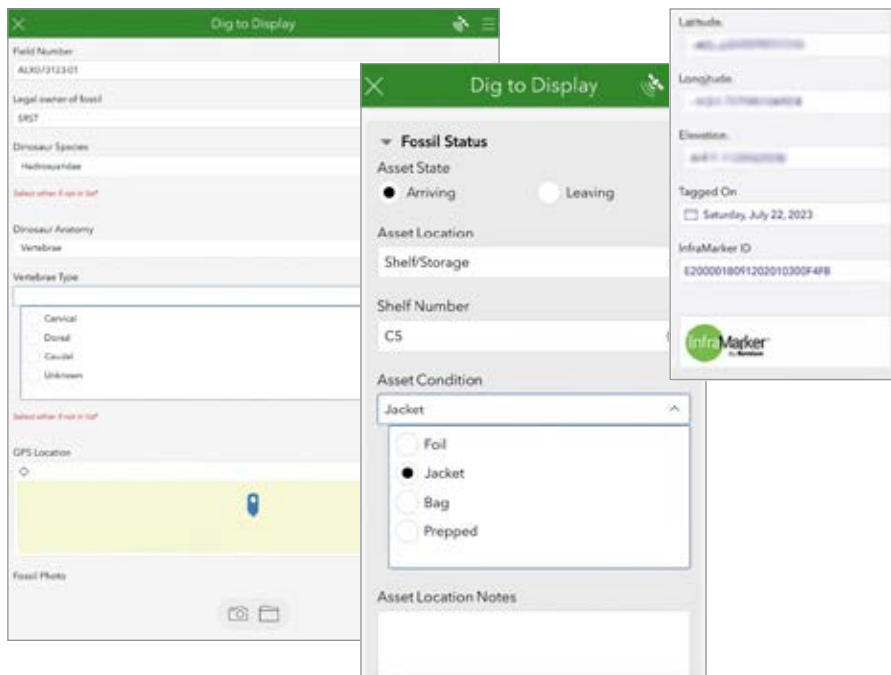 Dig to Display
Field Number
ALX073123-01
Legal owner of fossil
SRST
Dinosaur Species
Hadrosauridae
Select other if not in list*
Dinosaur Anatomy
Vertebrae
Vertebrae Type
Cervical
Dorsal
Caudal
Unknown
Select other if not in list*
GPS Location
Fossil Photo
Dig to Display
Fossil Status
Asset State
Arriving
Leaving
Asset Location
Shelf/Storage
Shelf Number
C5
Asset Condition
Jacket
Foil
Jacket
Bag
Prepped
Asset Location Notes
Latitude
Longitude
Elevation
Tagged On
Saturday, July 22, 2023
InfraMarker ID
E2000018091202010300F4FB
InfraMarker
By Berntsen